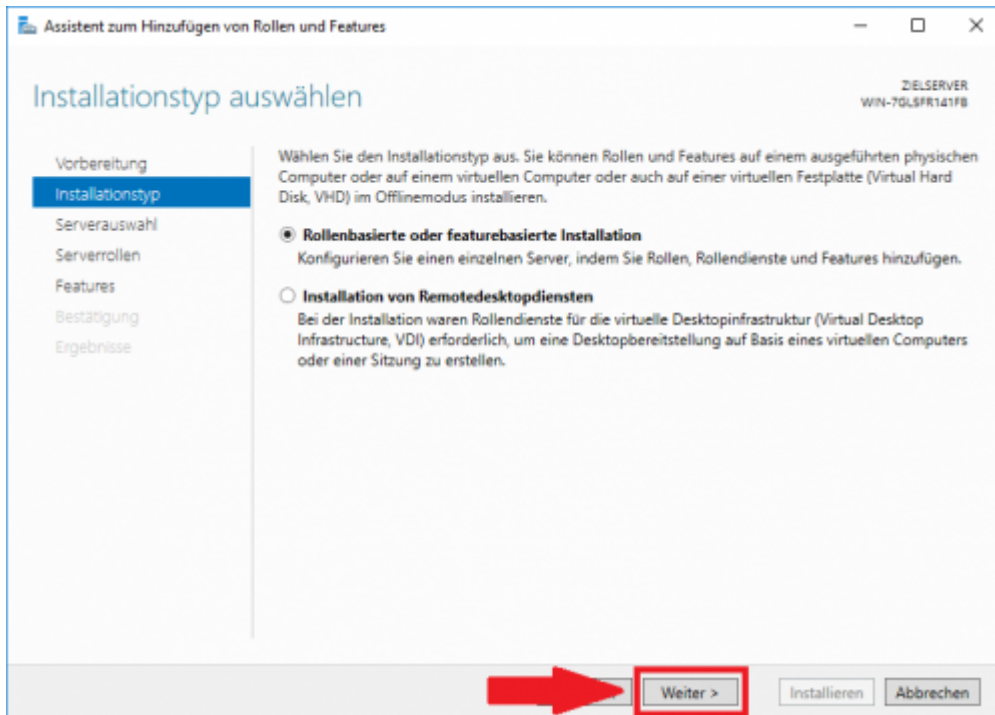 Assistent zum Hinzufügen von Rollen und Features
Installationstyp auswählen
ZIELSERVER
WIN-7GLSFR141FB
Vorbereitung
Installationstyp
Serverauswahl
Serverrollen
Features
Bestätigung
Ergebnisse
Wählen Sie den Installationstyp aus. Sie können Rollen und Features auf einem ausgeführten physischen
Computer oder auf einem virtuellen Computer oder auch auf einer virtuellen Festplatte (Virtual Hard
Disk, VHD) im Offlinemodus installieren.
Rollenbasierte oder featurebasierte Installation
Konfigurieren Sie einen einzelnen Server, indem Sie Rollen, Rollendienste und Features hinzufügen.
Installation von Remotedesktopdiensten
Bei der Installation waren Rollendienste für die virtuelle Desktopinfrastruktur (Virtual Desktop
Infrastructure, VDI) erforderlich, um eine Desktopbereitstellung auf Basis eines virtuellen Computers
oder einer Sitzung zu erstellen.
Weiter >
Installieren
Abbrechen